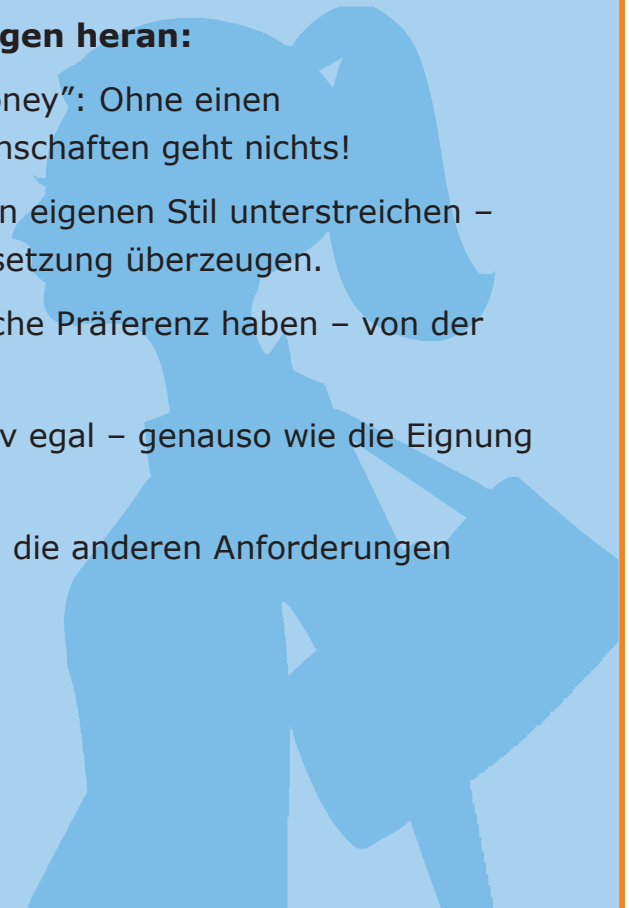 gen heran:
oney”: Ohne einen
nschaften geht nichts!
n eigenen Stil unterstreichen –
setzung überzeugen.
che Präferenz haben – von der
v egal – genauso wie die Eignung
die anderen Anforderungen